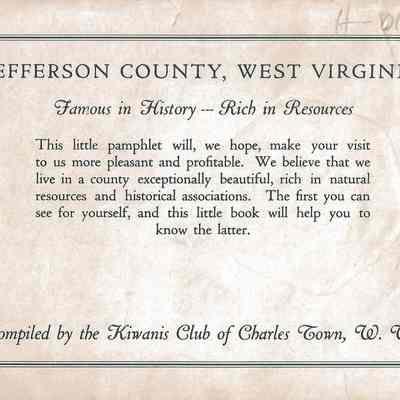 EFFERSON COUNTY, WEST VIRGINI
Famous in History -- Rich in Resources
This little pamphlet will, we hope, make your visit
to us more pleasant and profitable. We believe that we
live in a county exceptionally beautiful, rich in natural
resources and historical associations. The first you can
see for yourself, and this little book will help you to
know the latter.
ompiled by the Kiwanis Club of Charles Town, W. V